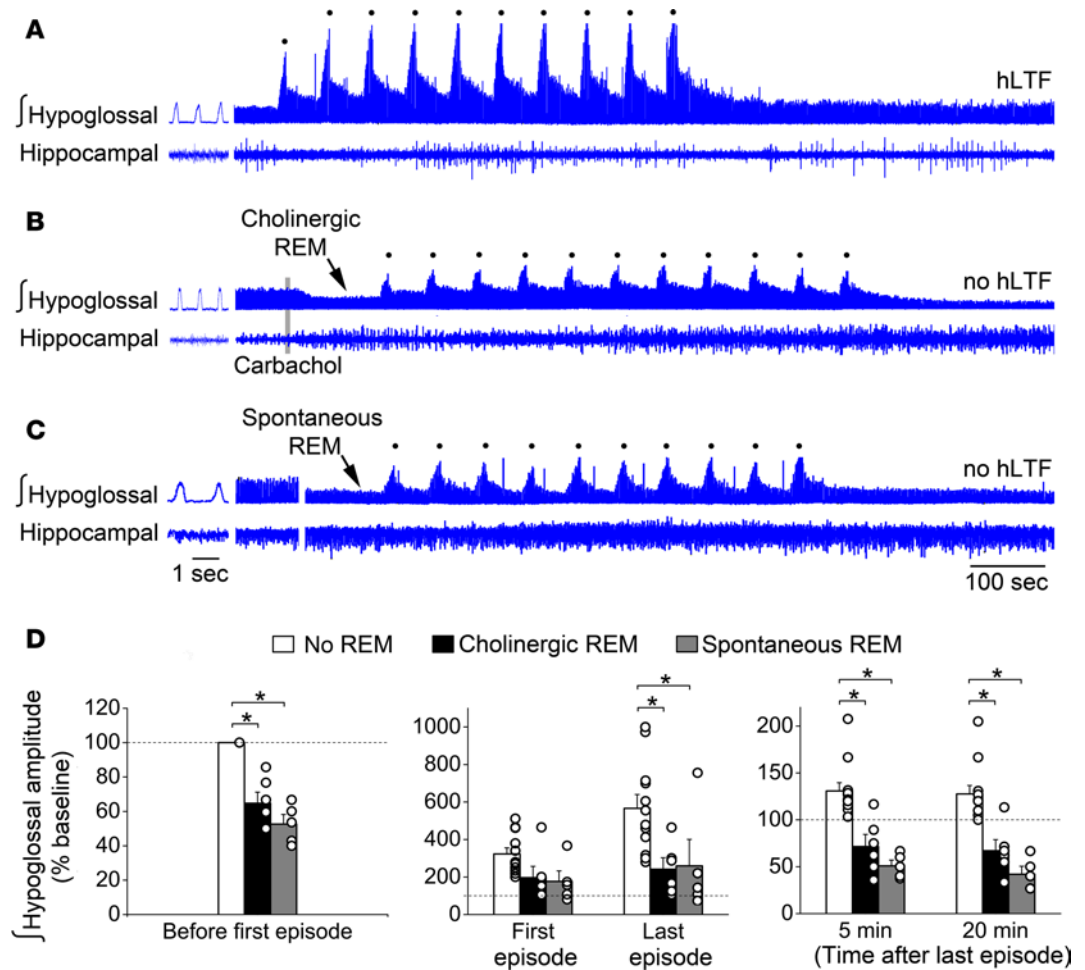 A
hLTF
∫Hypoglossal
Hippocampal
B
Cholinergic
REM
no hLTF
∫Hypoglossal
Hippocampal
Carbachol
C
Spontaneous
REM
no hLTF
∫Hypoglossal
Hippocampal
1 sec
100 sec
D
No REM
Cholinergic REM
Spontaneous REM
∫Hypoglossal amplitude
(% baseline)
120
100
80
60
40
20
0
*
*
Before first episode
1000
800
600
400
200
0
*
*
First
episode
Last
episode
200
150
100
50
0
*
*
*
*
5 min
20 min
(Time after last episode)